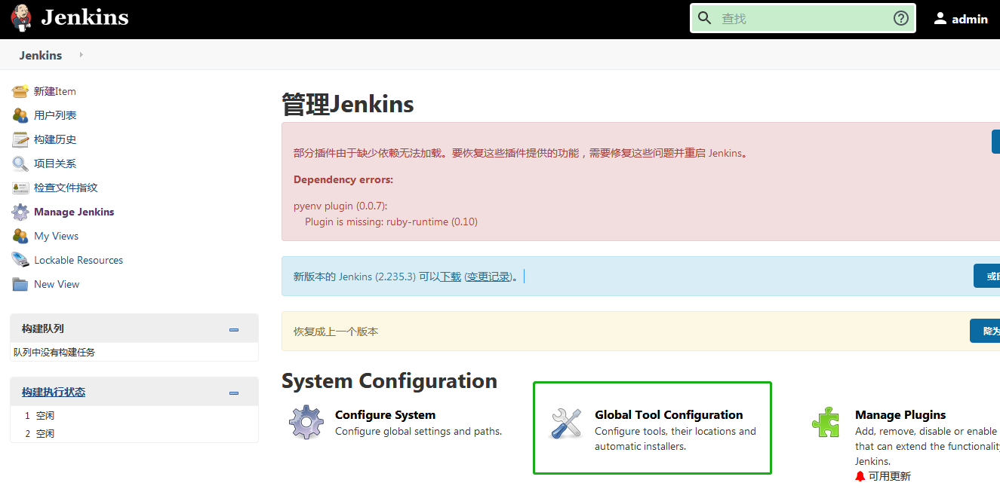 Jenkins
查找
admin
Jenkins
新建Item
用户列表
构建历史
项目关系
检查文件指纹
Manage Jenkins
My Views
Lockable Resources
New View
构建队列
队列中没有构建任务
构建执行状态
1 空闲
2 空闲
管理Jenkins
部分插件由于缺少依赖无法加载。要恢复这些插件提供的功能，需要修复这些问题并重启 Jenkins。
Dependency errors:
pyenv plugin (0.0.7):
Plugin is missing: ruby-runtime (0.10)
新版本的 Jenkins (2.235.3) 可以下载 (变更记录)。
或
恢复成上一个版本
降为
System Configuration
Configure System
Configure global settings and paths.
Global Tool Configuration
Configure tools, their locations and
automatic installers.
Manage Plugins
Add, remove, disable or enable
that can extend the functionality
Jenkins.
可用更新